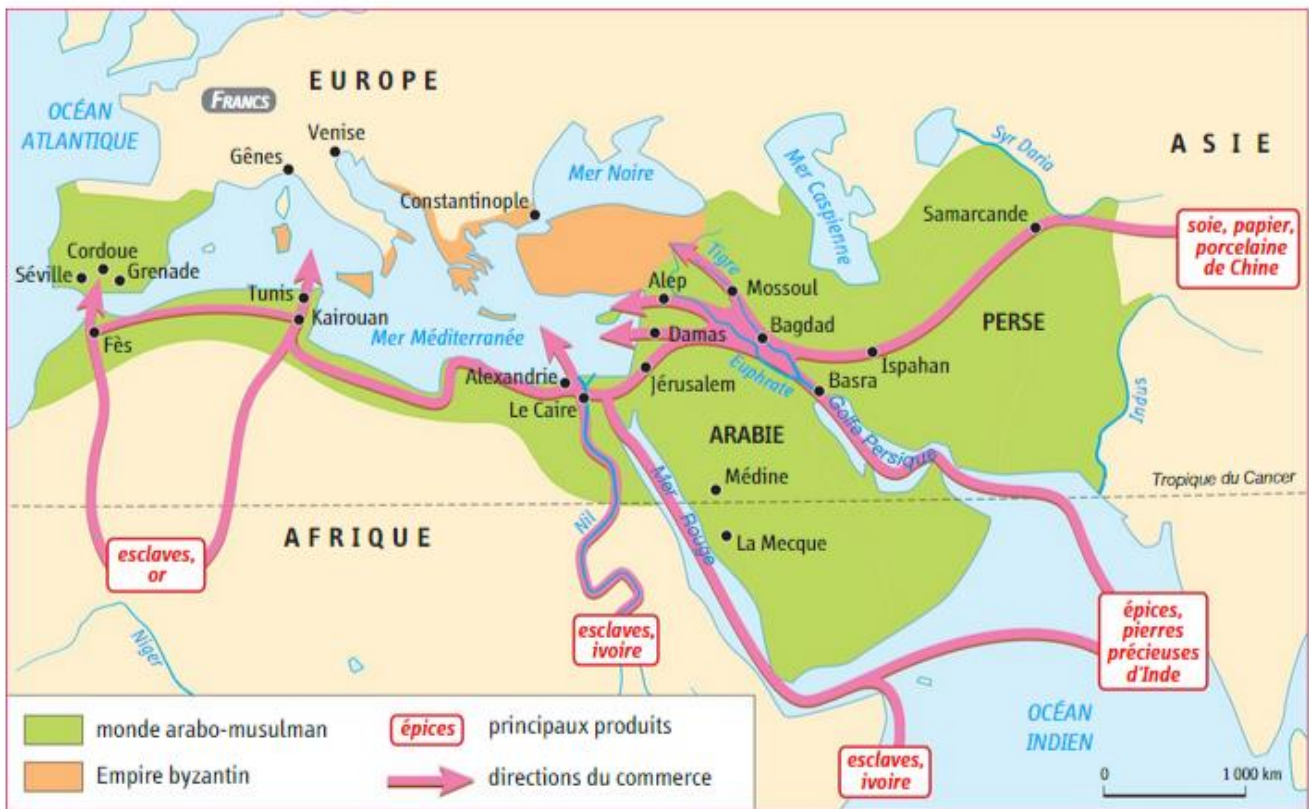 EUROPE
FRANCS
OCÉAN
ATLANTIQUE
Venise
Gênes
Mer Noire
Constantinople
Mer Caspienne
Syr Daria
ASIE
Samarcande
soie, papier,
porcelaine
de Chine
Cordoue
Séville
Grenade
Tunis
Kairouan
Fès
Mer Méditerranée
Alep
Tigre
Mossoul
Bagdad
Damas
PERSE
Ispahan
Euphrate
Basra
Jérusalem
Alexandrie
Le Caire
Golfe Persique
Indus
ARABIE
Médine
Tropique du Cancer
Mer Rouge
La Mecque
AFRIQUE
Nil
esclaves,
or
esclaves,
ivoire
épices,
pierres
précieuses
d'Inde
Niger
OCÉAN
INDIEN
esclaves,
ivoire
monde arabo-musulman
épices
principaux produits
Empire byzantin
directions du commerce
0
1 000 km